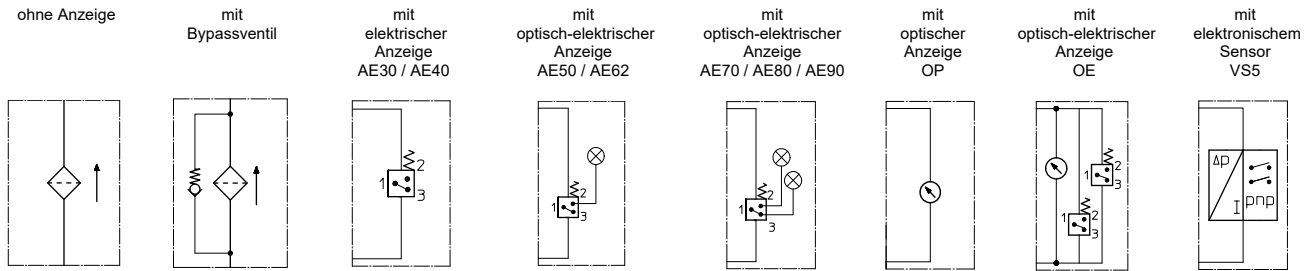 ohne Anzeige
mit
Bypassventil
mit
elektrischer
Anzeige
AE30 / AE40
mit
optisch-elektrischer
Anzeige
AE50 / AE62
mit
optisch-elektrischer
Anzeige
AE70 / AE80 / AE90
mit
optischer
Anzeige
OP
mit
optisch-elektrischer
Anzeige
OE
mit
elektronischem
Sensor
VS5
2
1
3
2
1
3
2
1
3
2
1
3
2
1
3
Δp
I
pnp